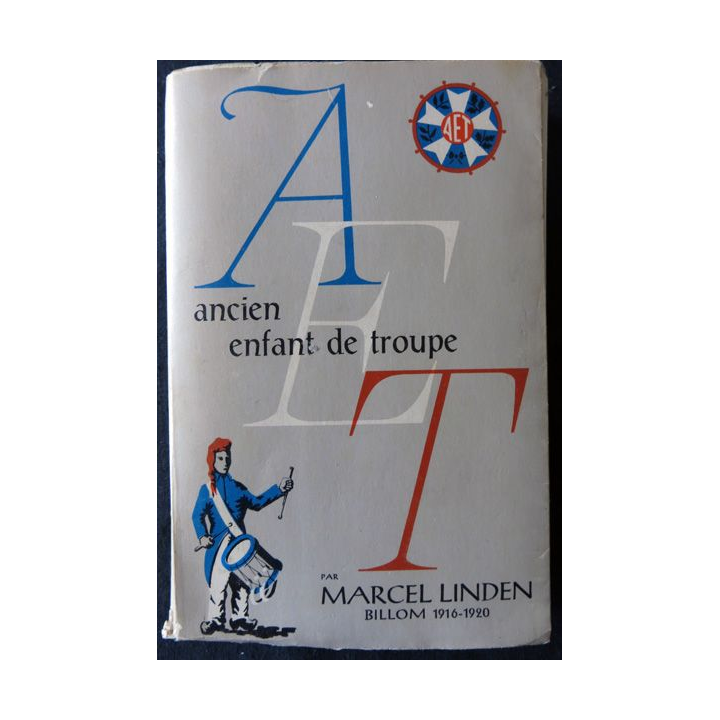 A
AET
E
ancien
enfant de troupe
T
PAR
MARCEL LINDEN
BILLOM 1916-1920